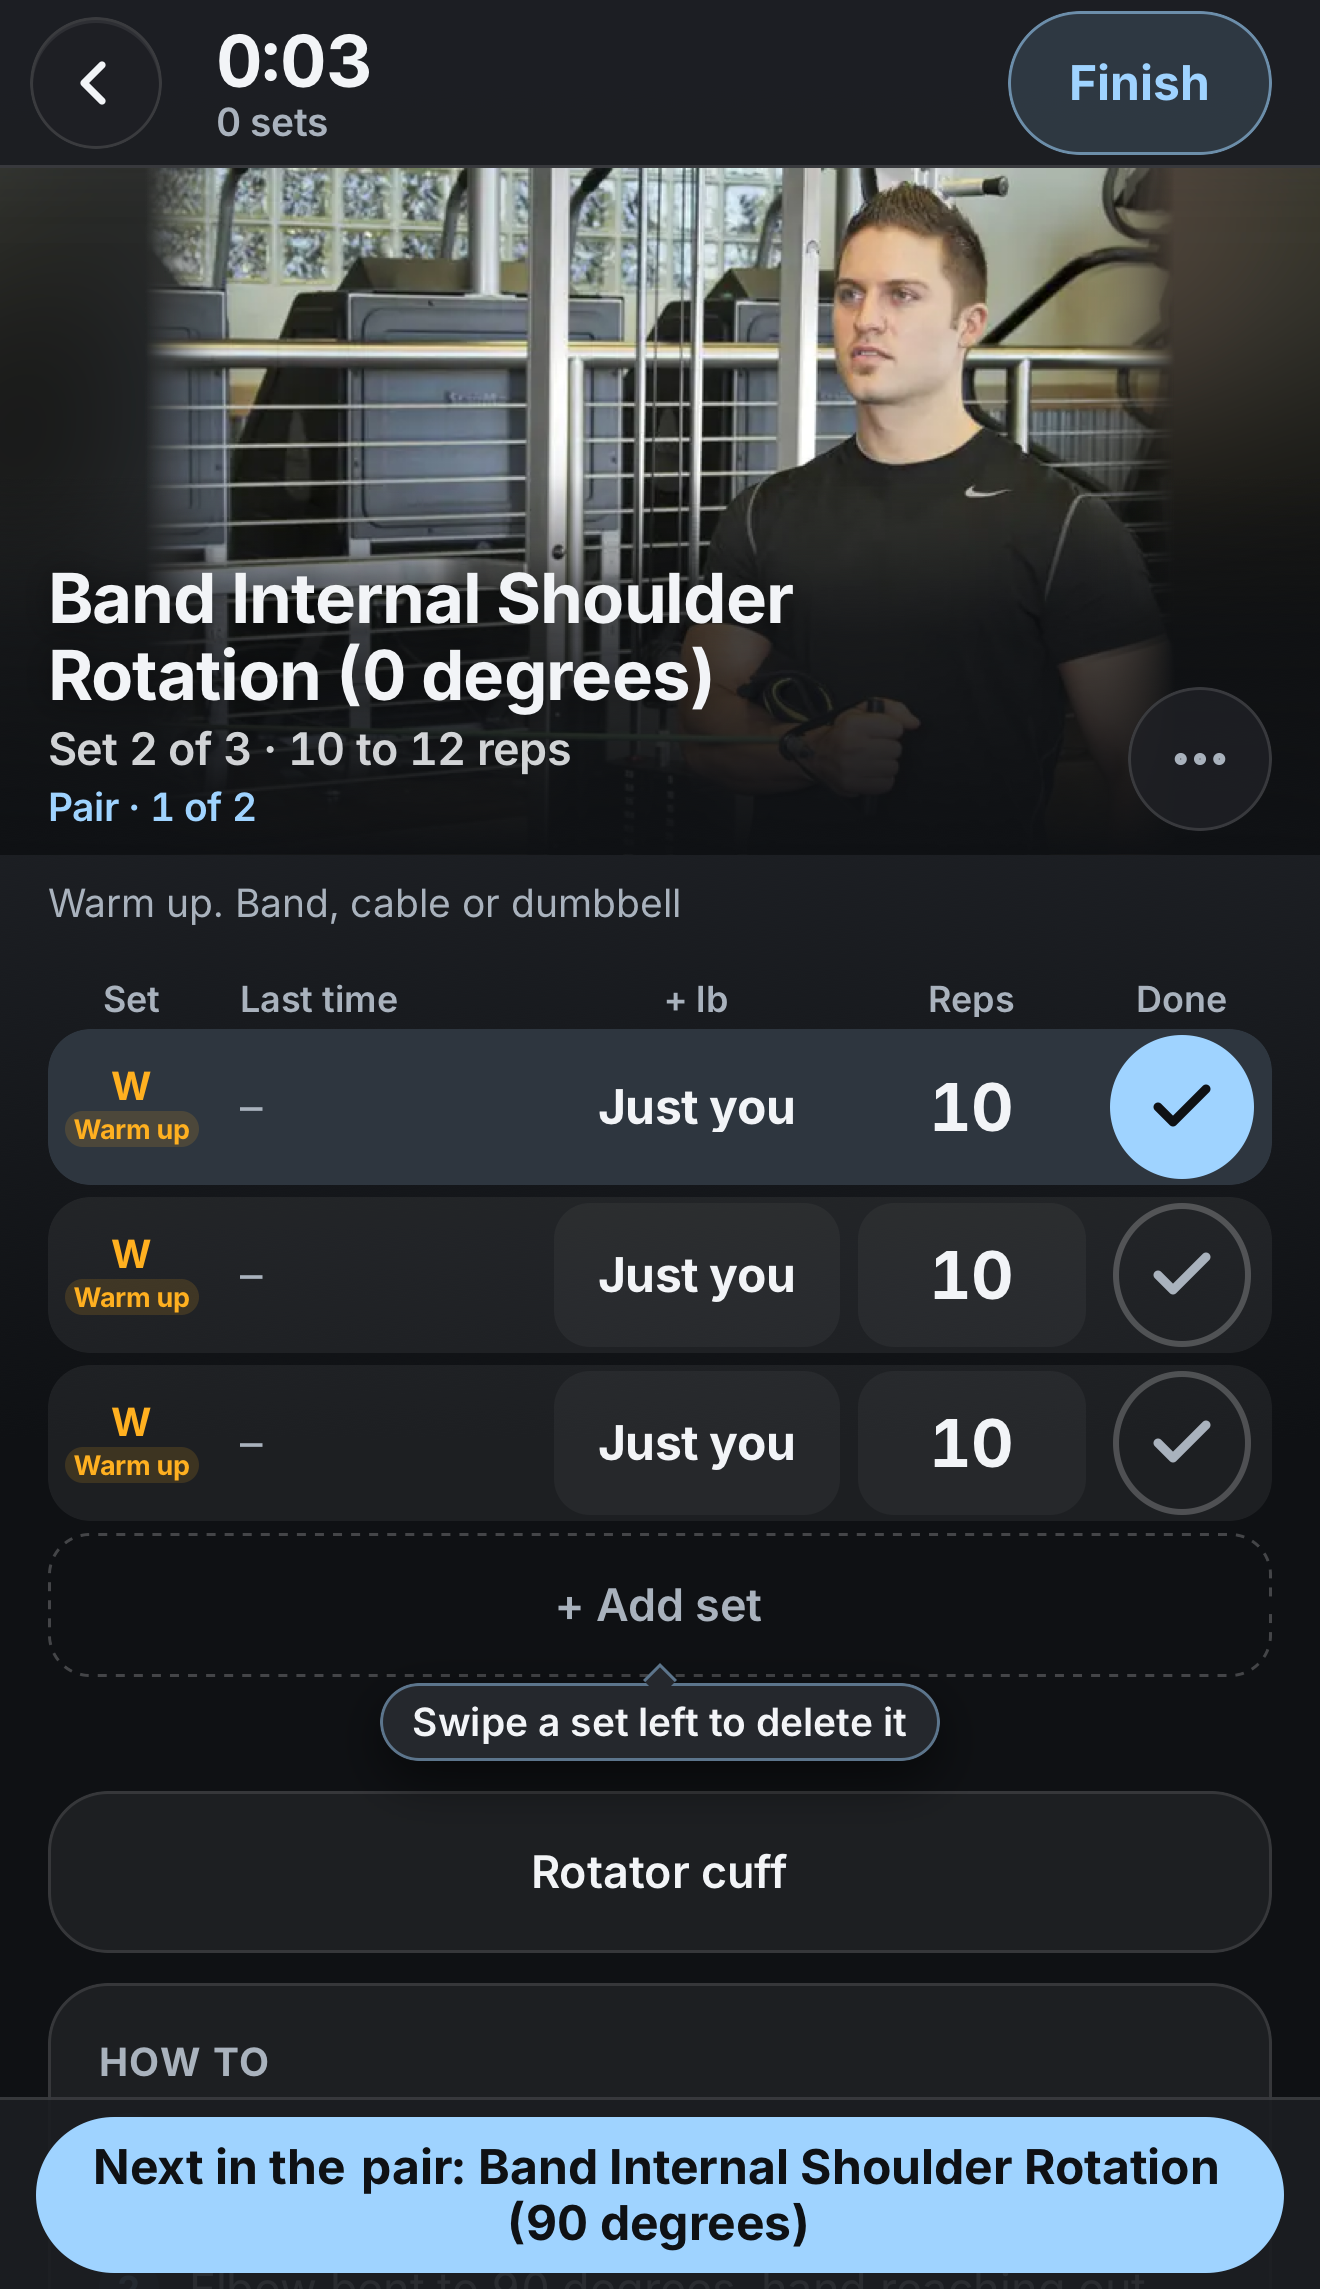 0:03
0 sets
Finish
Band Internal Shoulder
Rotation (0 degrees)
Set 2 of 3 · 10 to 12 reps
Pair · 1 of 2
Warm up. Band, cable or dumbbell
Set Last time + lb Reps Done
W
Warm up
– Just you 10
W
Warm up
– Just you 10
W
Warm up
– Just you 10
+ Add set
Swipe a set left to delete it
Rotator cuff
HOW TO
Next in the pair: Band Internal Shoulder Rotation
(90 degrees)